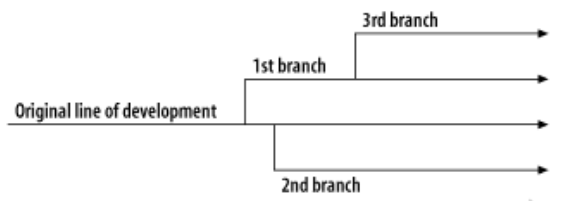 3rd branch
1st branch
Original line of development
2nd branch